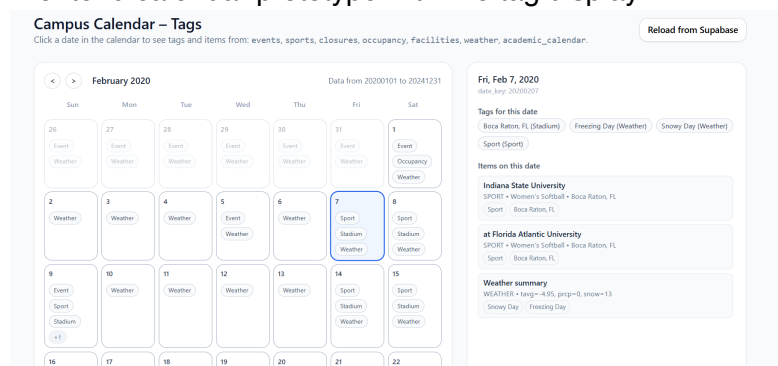 Campus Calendar – Tags
Click a date in the calendar to see tags and items from: events, sports, closures, occupancy, facilities, weather, academic_calendar.
Reload from Supabase
< > February 2020 Data from 20200101 to 20241231
Sun Mon Tue Wed Thu Fri Sat
26 27 28 29 30 31 1
Event Event Event Event Event Event Event
Weather Weather Weather Weather Weather Weather Occupancy
Weather
2 3 4 5 6 7 8
Weather Weather Weather Event Weather Sport Sport
Weather Stadium Stadium
Weather Weather
9 10 11 12 13 14 15
Event Weather Weather Weather Weather Sport Sport
Sport Stadium Stadium
Stadium Weather Weather
+1
16 17 18 19 20 21 22
Fri, Feb 7, 2020
date_key: 20200207
Tags for this date
Boca Raton, FL (Stadium) Freezing Day (Weather) Snowy Day (Weather)
Sport (Sport)
Items on this date
Indiana State University
SPORT • Women's Softball • Boca Raton, FL
Sport Boca Raton, FL
at Florida Atlantic University
SPORT • Women's Softball • Boca Raton, FL
Sport Boca Raton, FL
Weather summary
WEATHER • tavg=-4.95, prcp=0, snow=13
Snowy Day Freezing Day